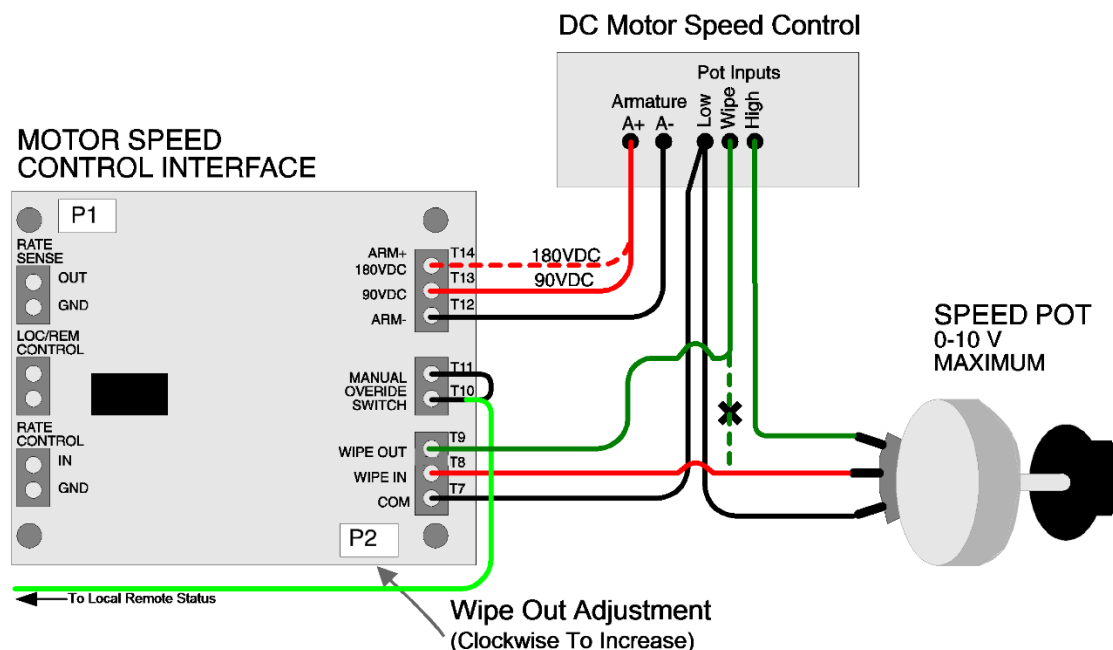 DC Motor Speed Control
Pot Inputs
Armature
A+
A-
Low
Wipe
High
MOTOR SPEED
CONTROL INTERFACE
P1
RATE
SENSE
OUT
GND
LOC/REM
CONTROL
RATE
CONTROL
IN
GND
ARM+
180VDC
T14
90VDC
T13
ARM-
T12
180VDC
90VDC
MANUAL
OVERIDE
SWITCH
T11
T10
WIPE OUT
T9
WIPE IN
T8
COM
T7
P2
SPEED POT
0-10 V
MAXIMUM
To Local Remote Status
Wipe Out Adjustment
(Clockwise To Increase)